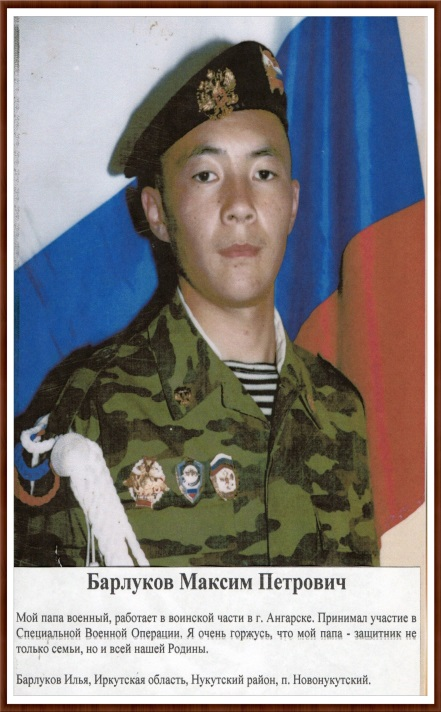 Барлуков Максим Петрович
Мой папа военный, работает в воинской части в г. Ангарске. Принимал участие в
Специальной Военной Операции. Я очень горжусь, что мой папа - защитник не
только семьи, но и всей нашей Родины.
Барлуков Илья, Иркутская область, Нукутский район, п. Новонукутский.